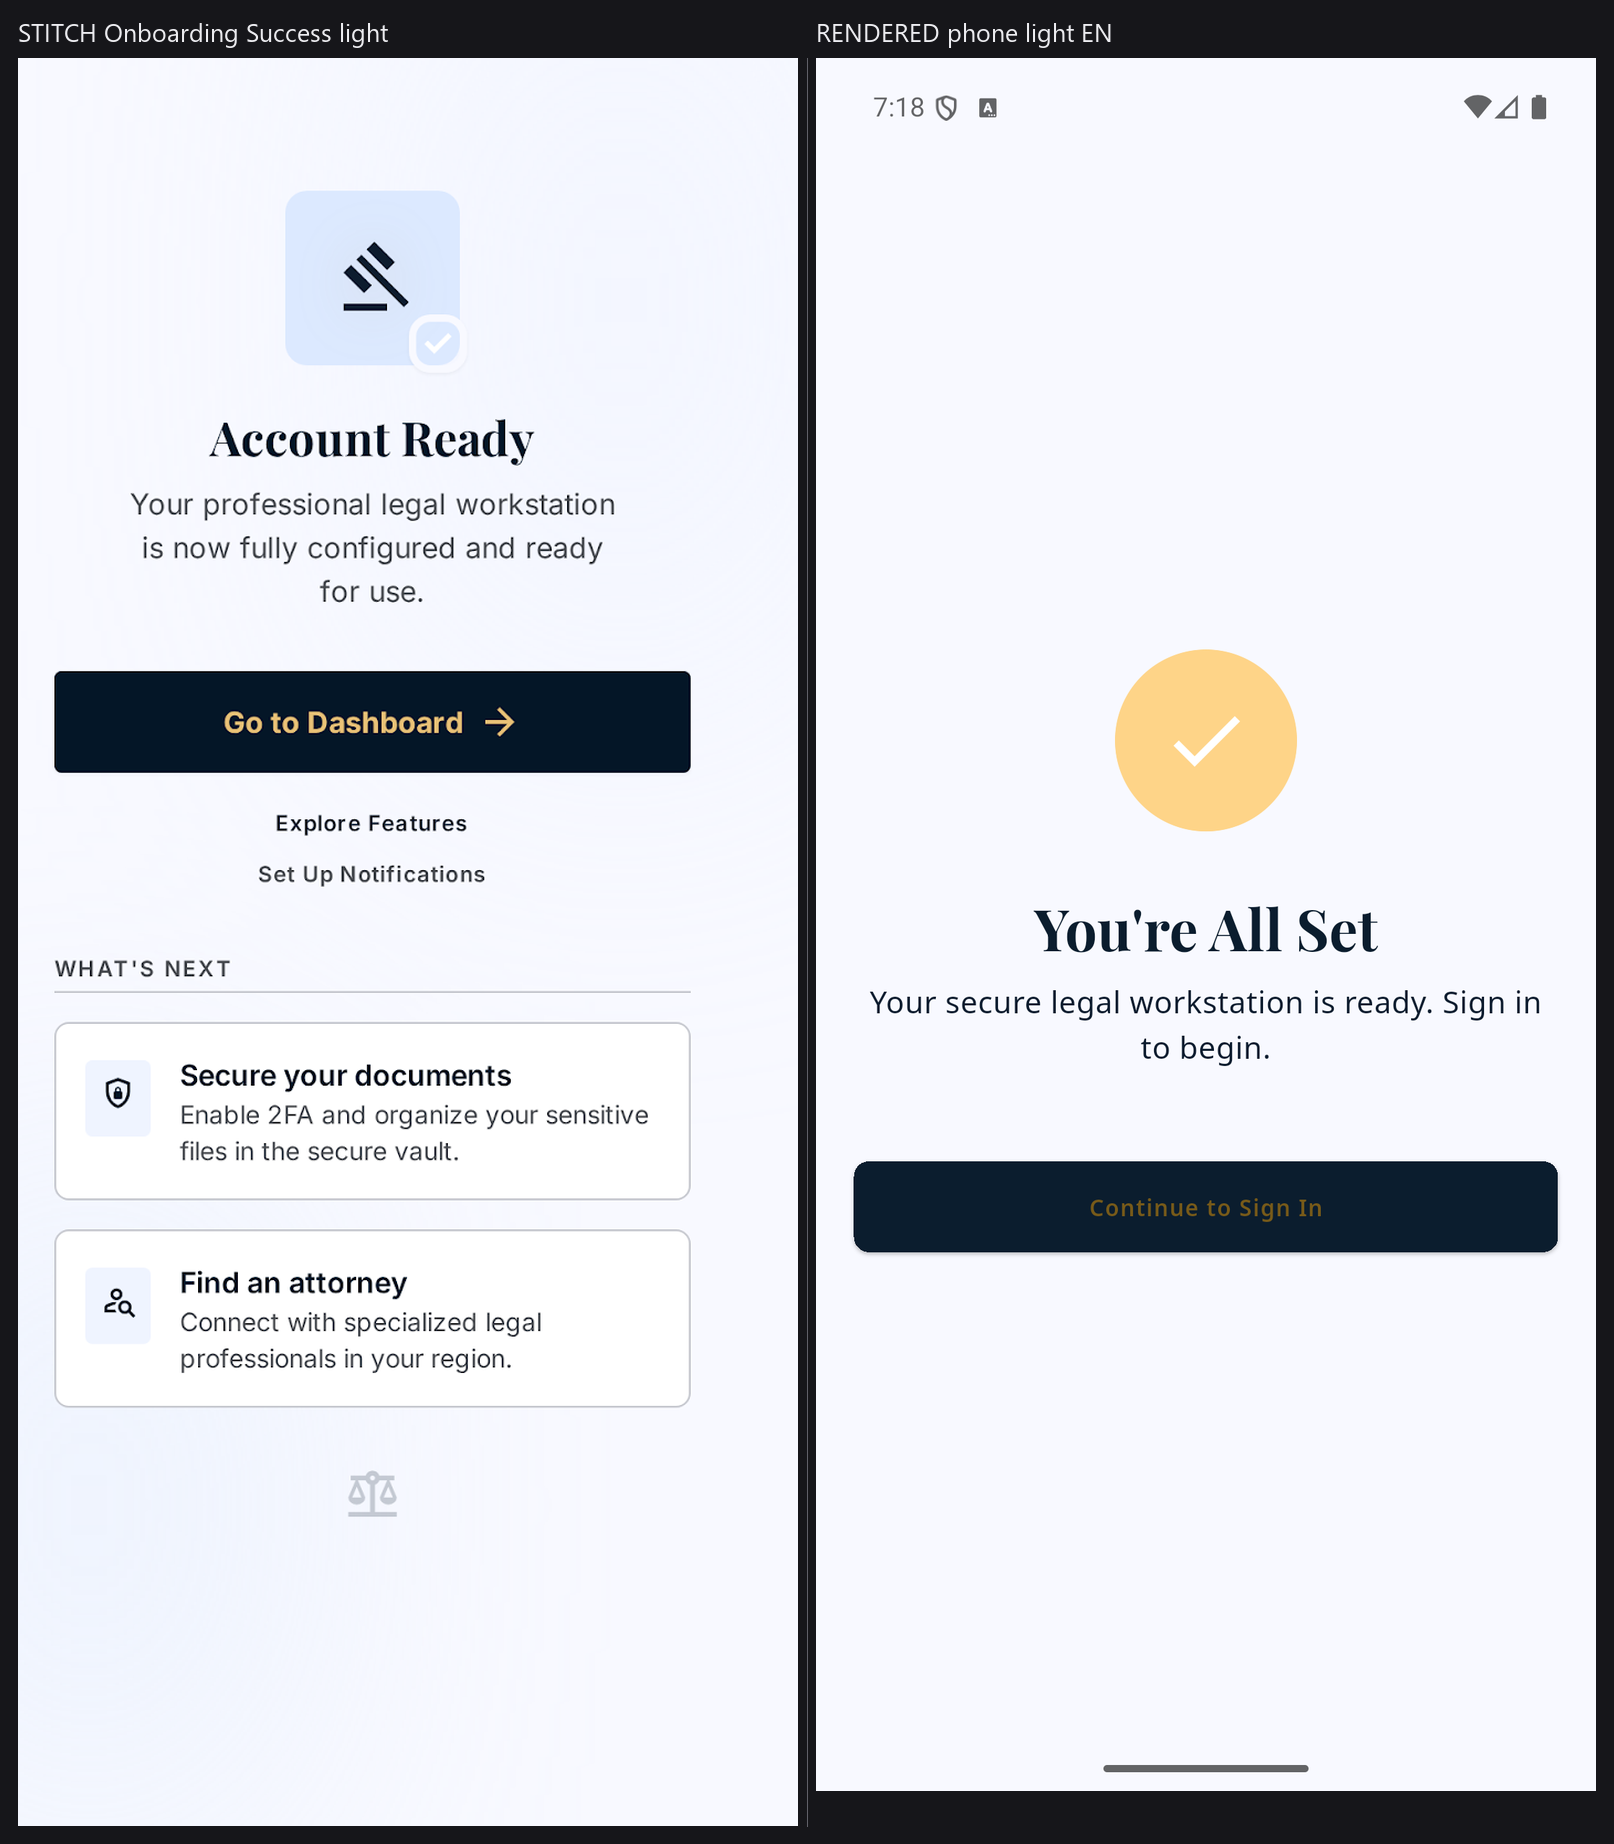 STITCH Onboarding Success light
Account Ready
Your professional legal workstation
is now fully configured and ready
for use.
Go to Dashboard
Explore Features
Set Up Notifications
WHAT'S NEXT
Secure your documents
Enable 2FA and organize your sensitive
files in the secure vault.
Find an attorney
Connect with specialized legal
professionals in your region.
RENDERED phone light EN
7:18
A
You're All Set
Your secure legal workstation is ready. Sign in
to begin.
Continue to Sign In